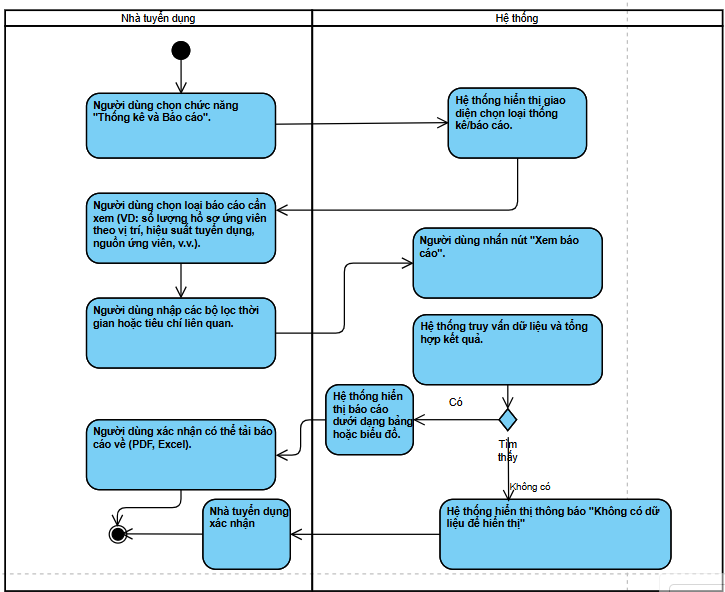 Nhà tuyển dụng
Hệ thống
Người dùng chọn chức năng
"Thống kê và Báo cáo".
Hệ thống hiển thị giao
diện chọn loại thống
kê/báo cáo.
Người dùng chọn loại báo cáo cần
xem (VD: số lượng hồ sơ ứng viên
theo vị trí, hiệu suất tuyển dụng,
nguồn ứng viên, v.v.).
Người dùng nhấn nút "Xem báo
cáo".
Người dùng nhập các bộ lọc thời
gian hoặc tiêu chí liên quan.
Hệ thống truy vấn dữ liệu và tổng
hợp kết quả.
Hệ thống hiển
thị báo cáo
dưới dạng bảng
hoặc biểu đồ.
Có
Tìm
thấy
Không có
Người dùng xác nhận có thể tải báo
cáo về (PDF, Excel).
Nhà tuyển dụng
xác nhận
Hệ thống hiển thị thông báo "Không có dữ
liệu để hiển thị"